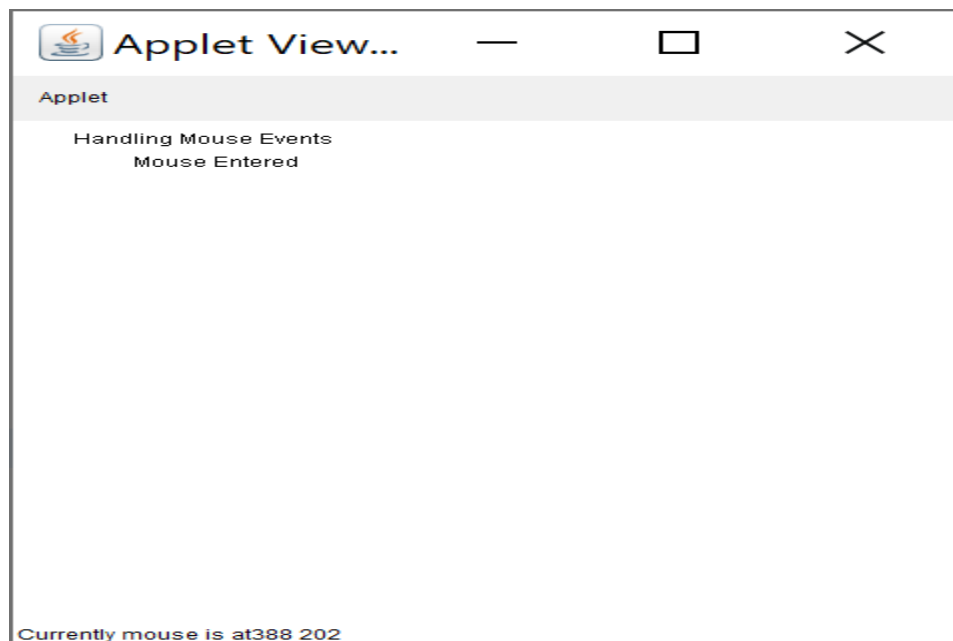 Applet View...
Applet
Handling Mouse Events
Mouse Entered
Currently mouse is at388 202